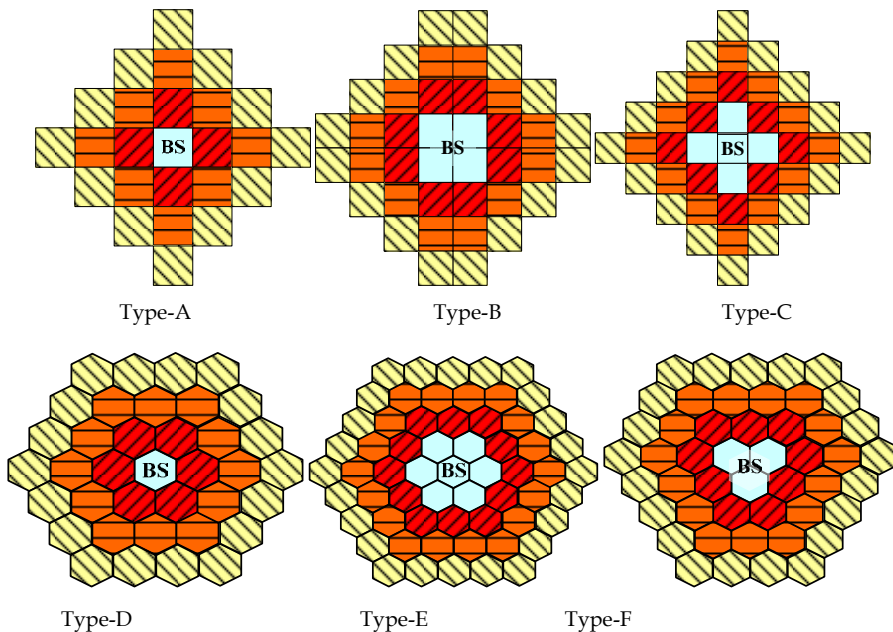 BS
BS
BS
Type-A
Type-B
Type-C
BS
BS
BS
Type-D
Type-E
Type-F